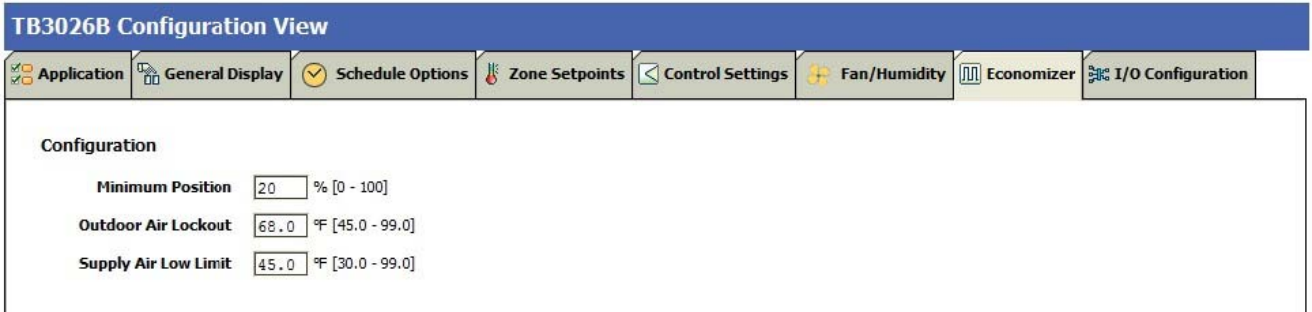 TB3026B Configuration View
Application General Display Schedule Options Zone Setpoints Control Settings Fan/Humidity Economizer I/O Configuration
Configuration
Minimum Position 20 % [0 - 100]
Outdoor Air Lockout 68.0 °F [45.0 - 99.0]
Supply Air Low Limit 45.0 °F [30.0 - 99.0]